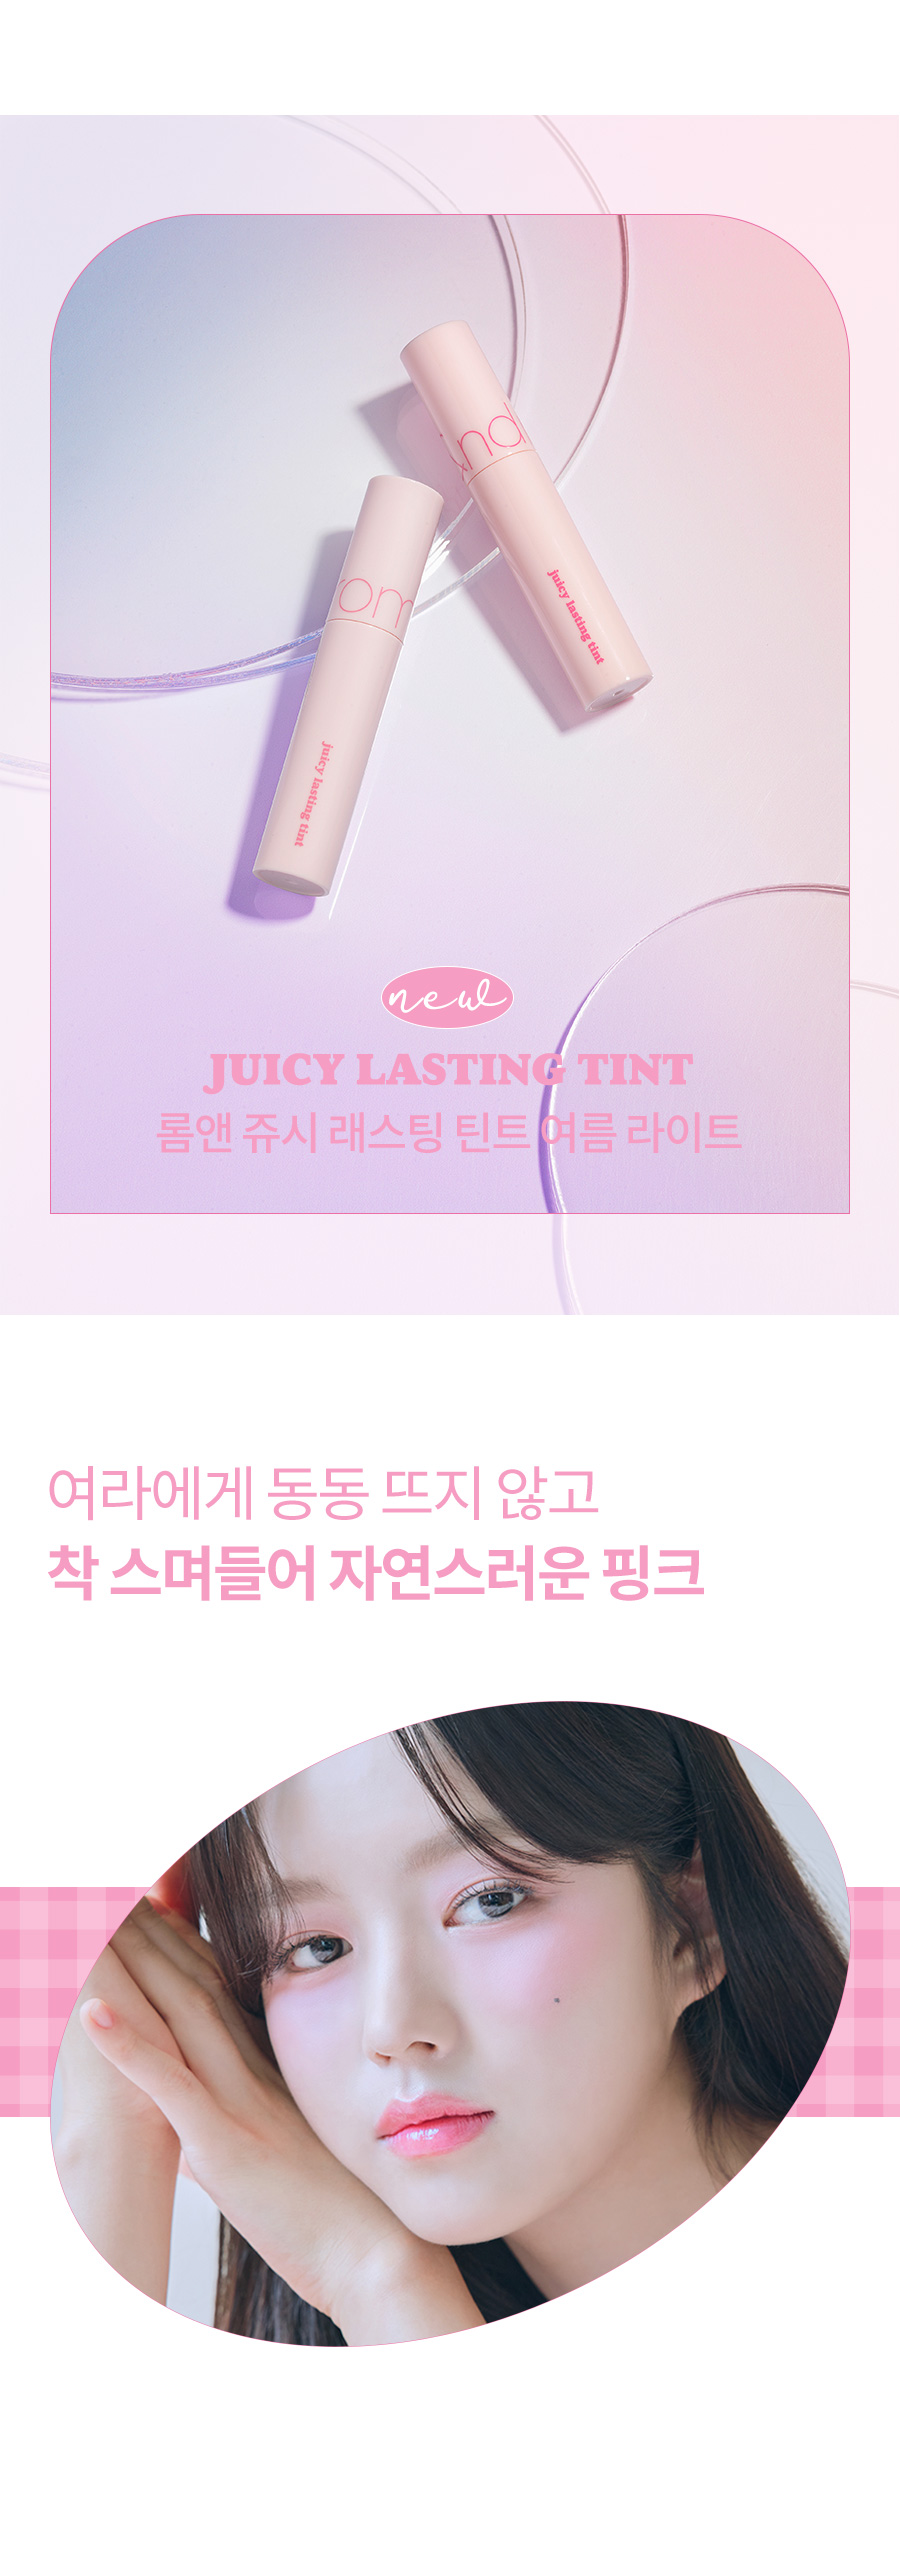 &nd
rom
juicy lasting tint
juicy lasting tint
new
JUICY LASTING TINT
롬앤 쥬시 래스팅 틴트 여름 라이트
여라에게 동동 뜨지 않고
착 스며들어 자연스러운 핑크